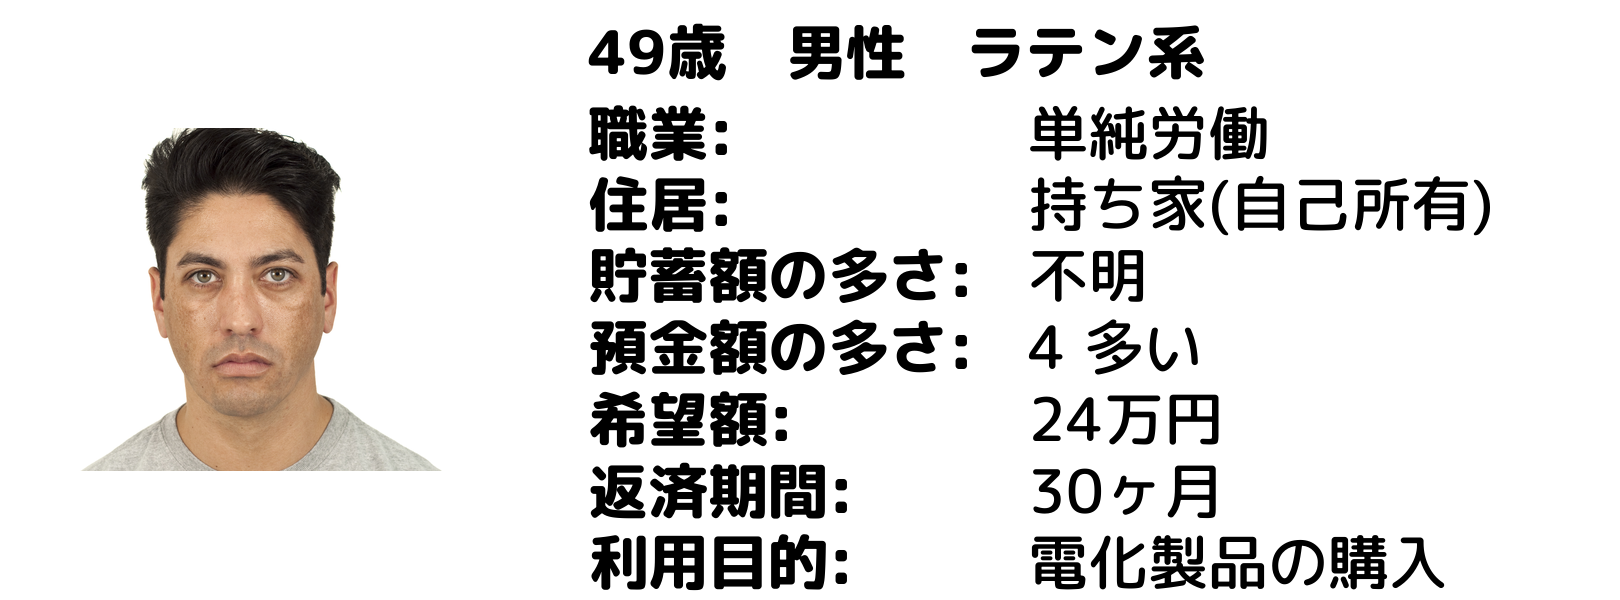 49歳　男性　ラテン系
職業:　単純労働
住居:　持ち家(自己所有)
貯蓄額の多さ:　不明
預金額の多さ:　4 多い
希望額:　24万円
返済期間:　30ヶ月
利用目的:　電化製品の購入